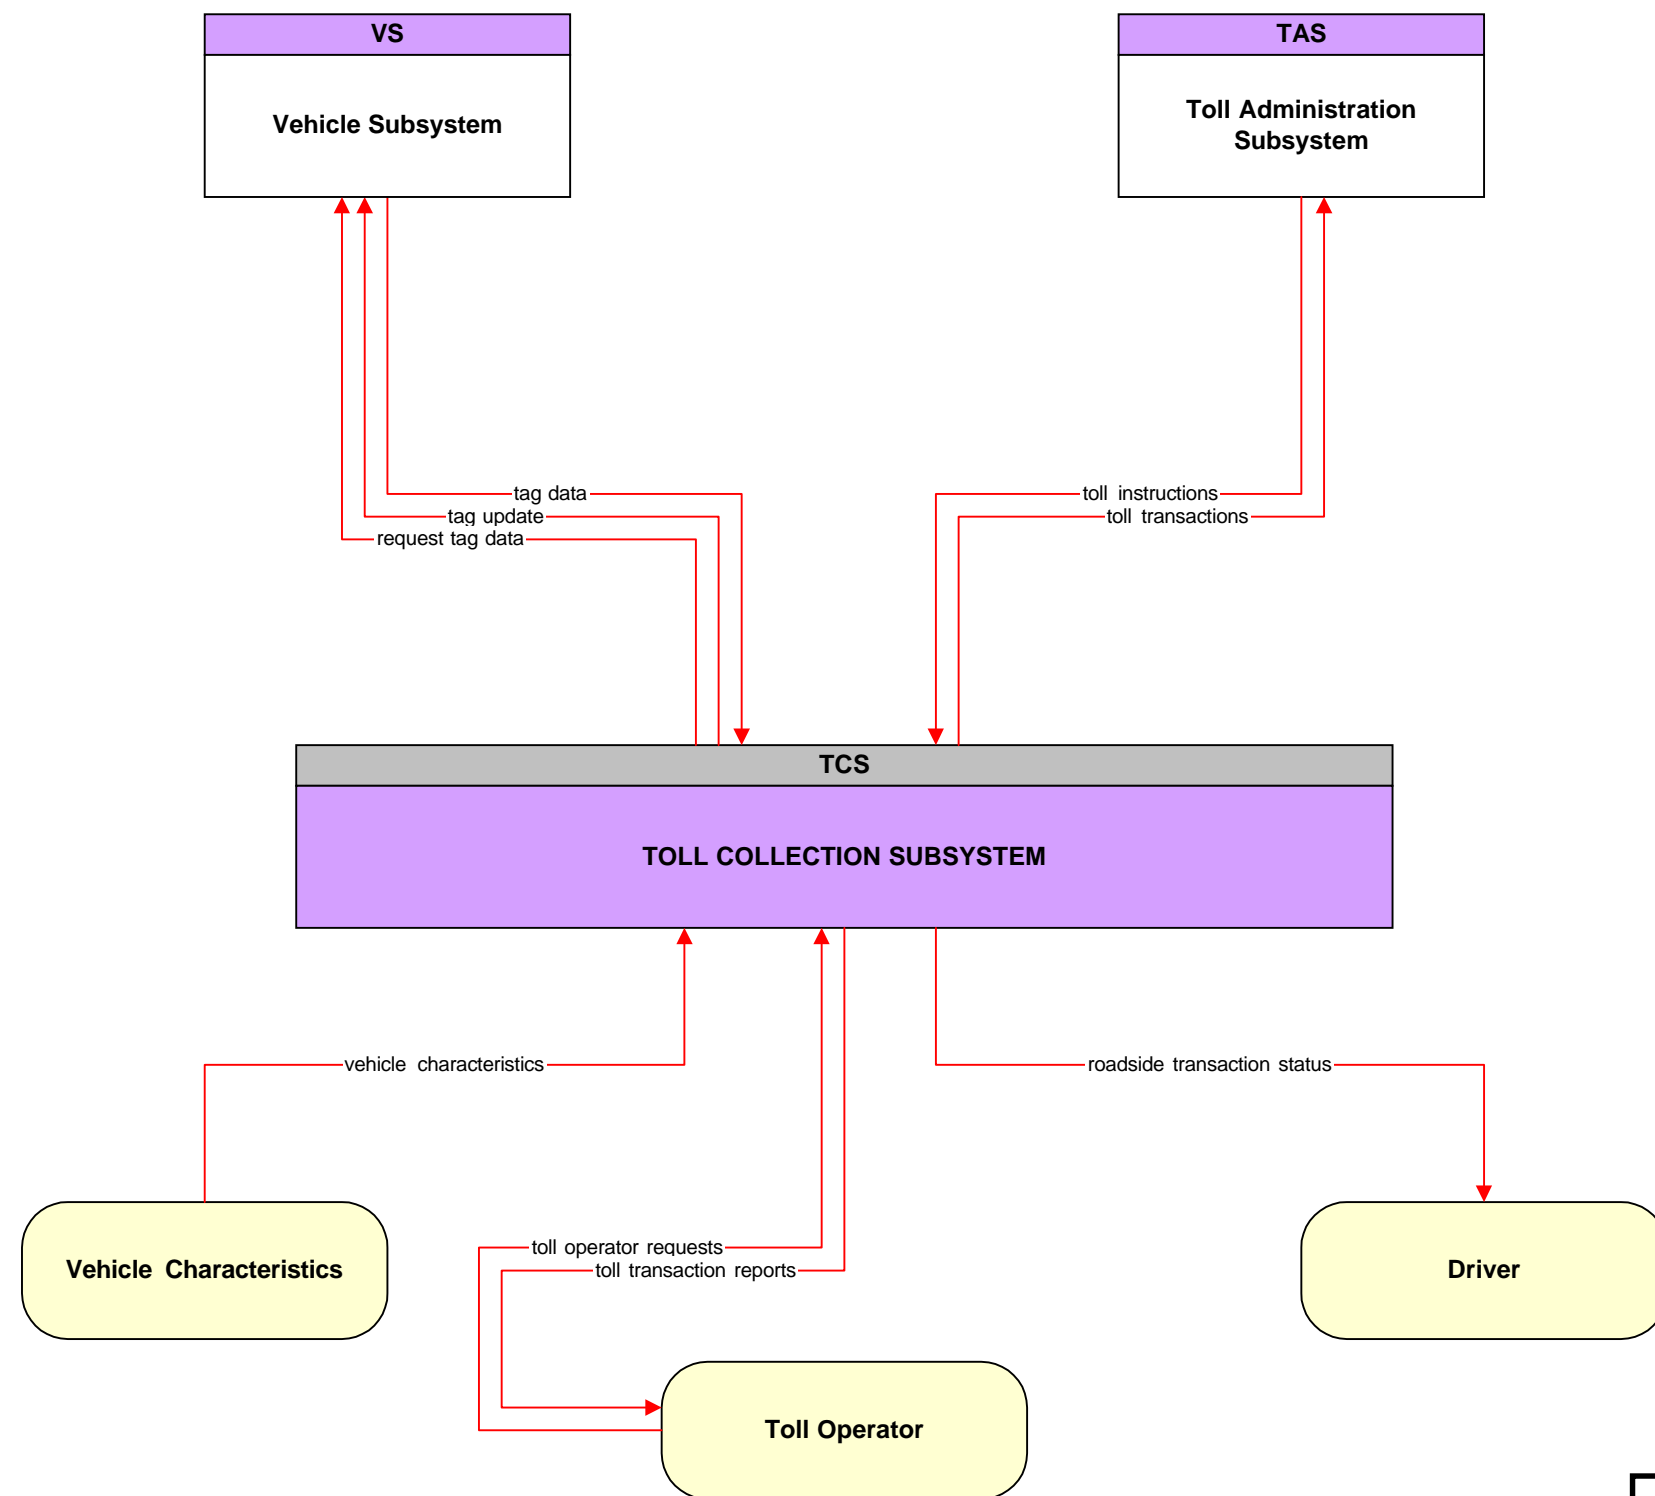 VS
Vehicle Subsystem
TAS
Toll Administration
Subsystem
tag data
tag update
request tag data
toll instructions
toll transactions
TCS
TOLL COLLECTION SUBSYSTEM
vehicle characteristics
roadside transaction status
Vehicle Characteristics
toll operator requests
toll transaction reports
Driver
Toll Operator